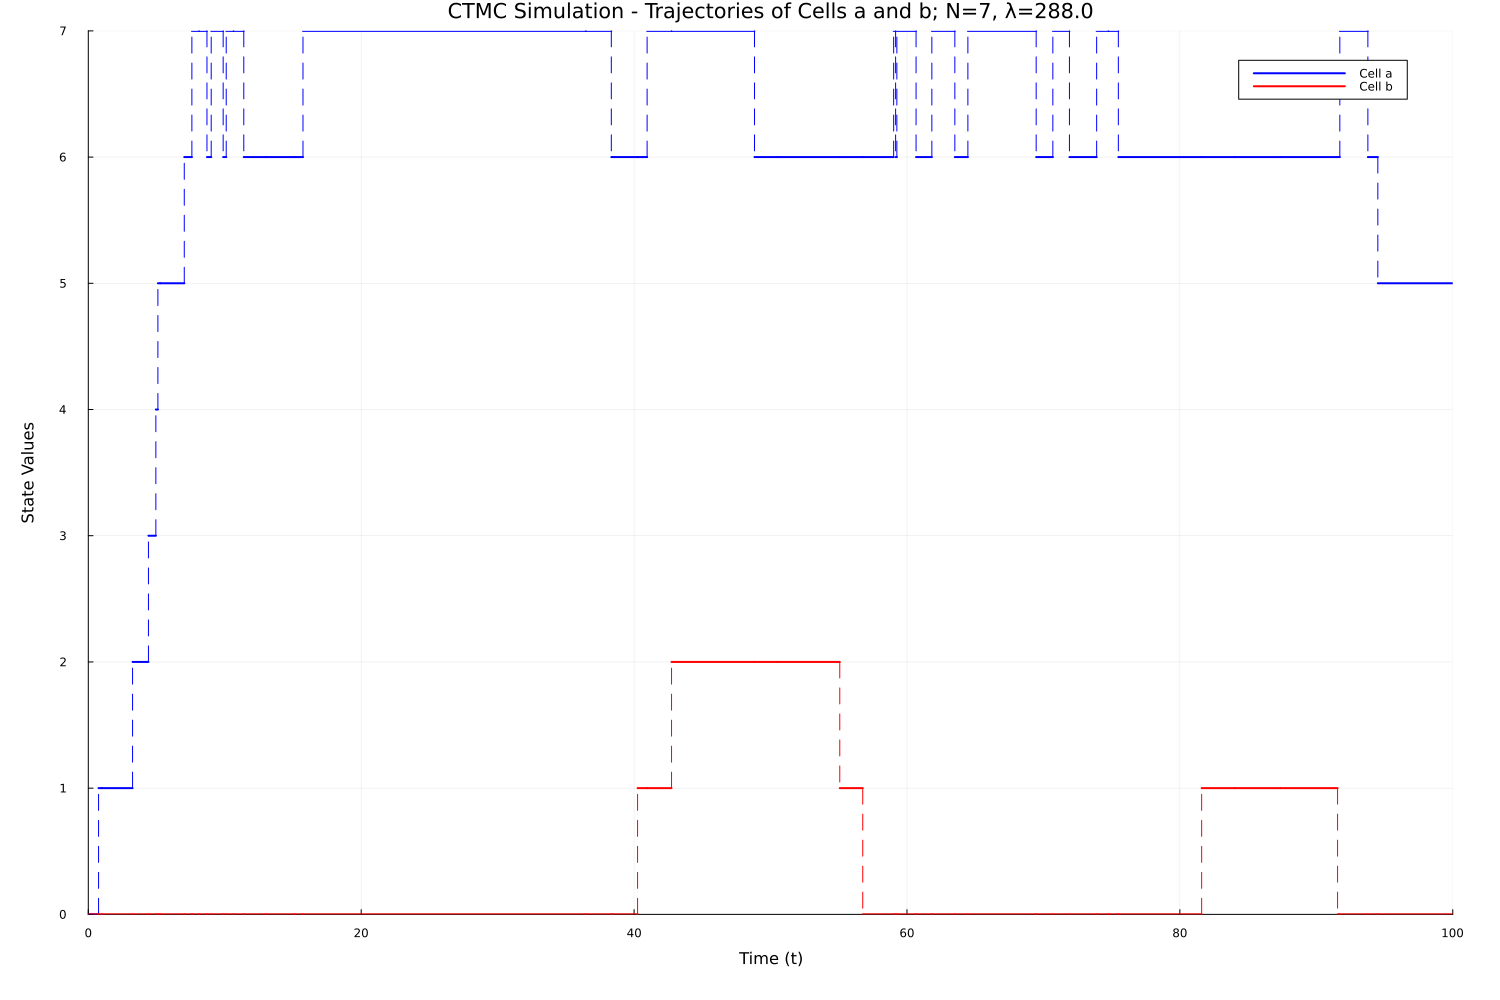 CTMC Simulation - Trajectories of Cells a and b; N=7, λ=288.0
7
6
5
4
3
2
1
0
State Values
Cell a
Cell b
0 20 40 60 80 100
Time (t)